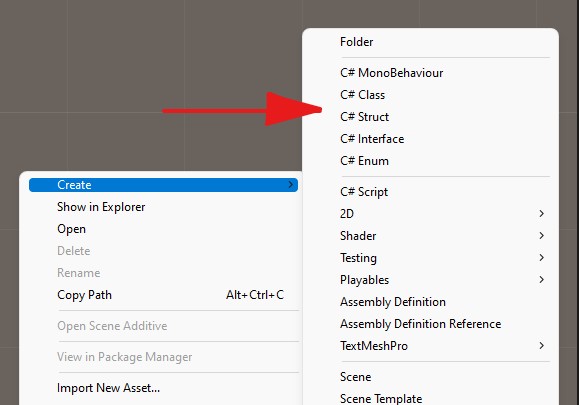 Folder
C# MonoBehaviour
C# Class
C# Struct
C# Interface
C# Enum
C# Script
2D
Shader
Testing
Playables
Assembly Definition
Assembly Definition Reference
TextMeshPro
Scene
Scene Template
Create
Show in Explorer
Open
Delete
Rename
Copy Path Alt+Ctrl+C
Open Scene Additive
View in Package Manager
Import New Asset...